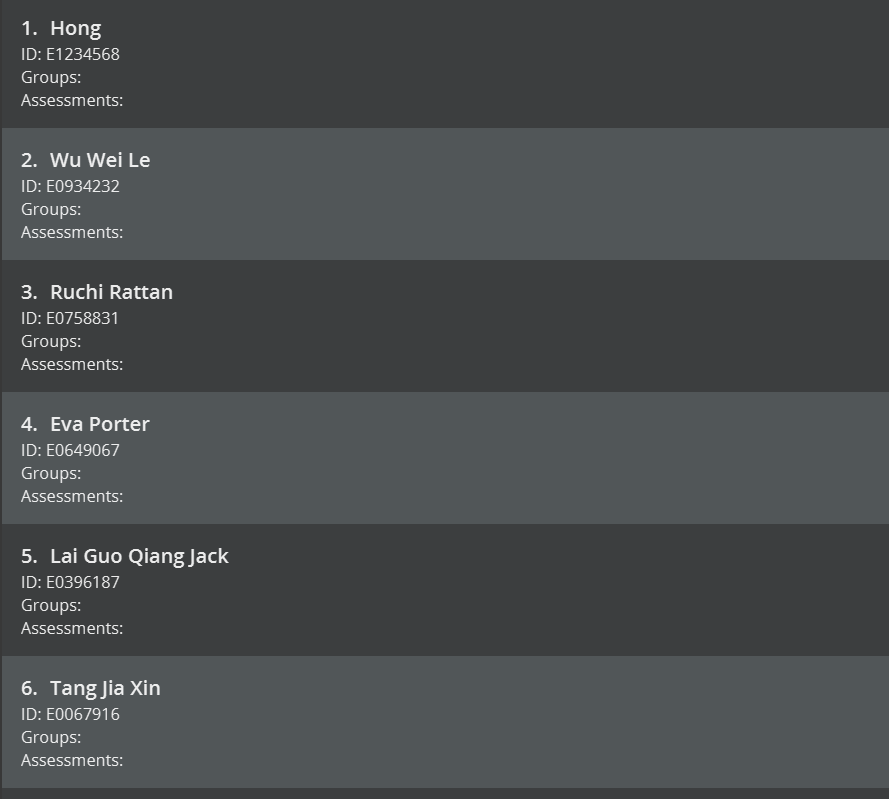 1. Hong
ID: E1234568
Groups:
Assessments:
2. Wu Wei Le
ID: E0934232
Groups:
Assessments:
3. Ruchi Rattan
ID: E0758831
Groups:
Assessments:
4. Eva Porter
ID: E0649067
Groups:
Assessments:
5. Lai Guo Qiang Jack
ID: E0396187
Groups:
Assessments:
6. Tang Jia Xin
ID: E0067916
Groups:
Assessments: